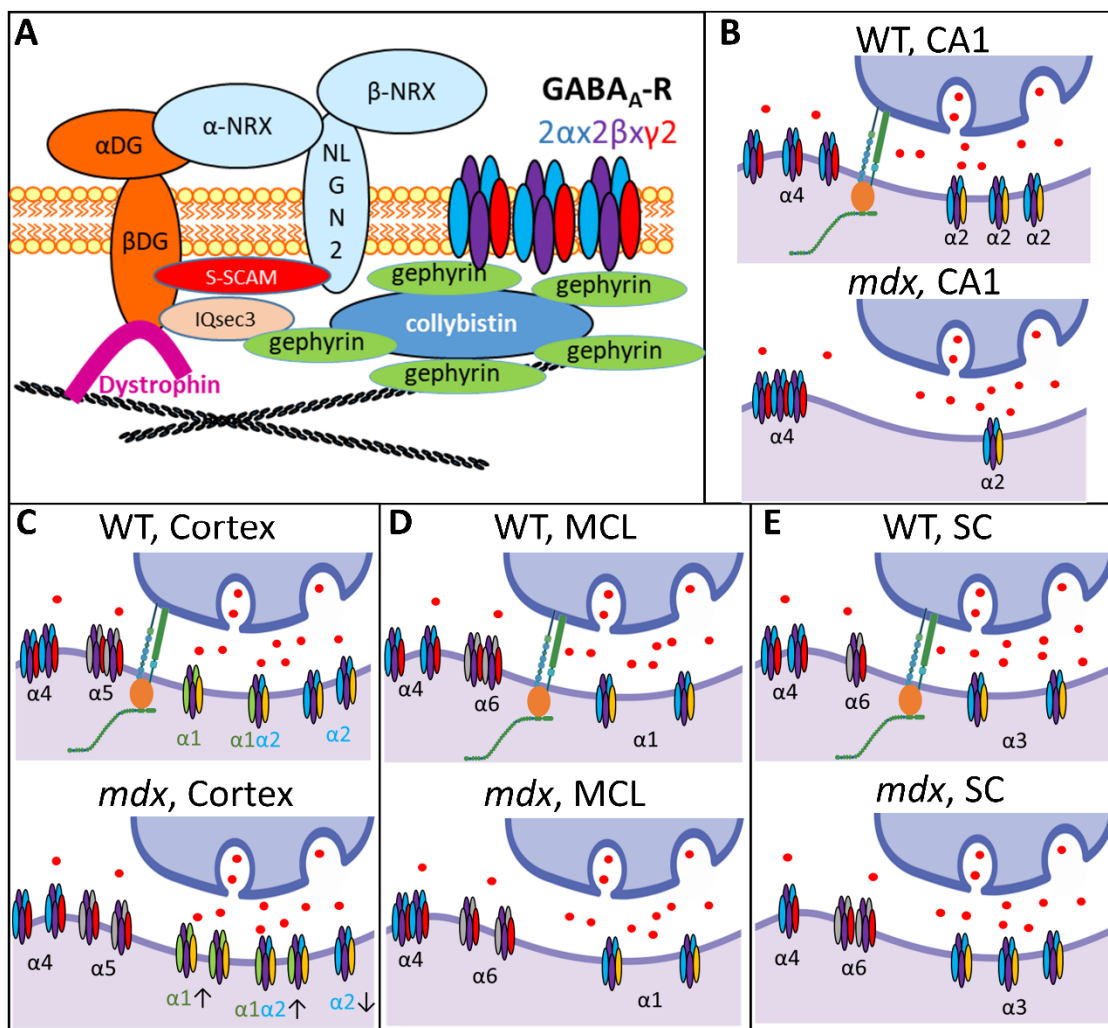 A
αDG
α-NRX
β-NRX
NL
G
N
2
GABAA-R
2αx2βxγ2
βDG
S-SCAM
IQsec3
gephyrin
gephyrin
collybistin
gephyrin
gephyrin
gephyrin
Dystrophin
B
WT, CA1
α4
α2
α2
α2
mdx, CA1
α4
α2
C
WT, Cortex
α4
α5
α1
α1α2
α2
mdx, Cortex
α4
α5
α1↑
α1α2↑
α2↓
D
WT, MCL
α4
α6
α1
mdx, MCL
α4
α6
α1
E
WT, SC
α4
α6
α3
mdx, SC
α4
α6
α3